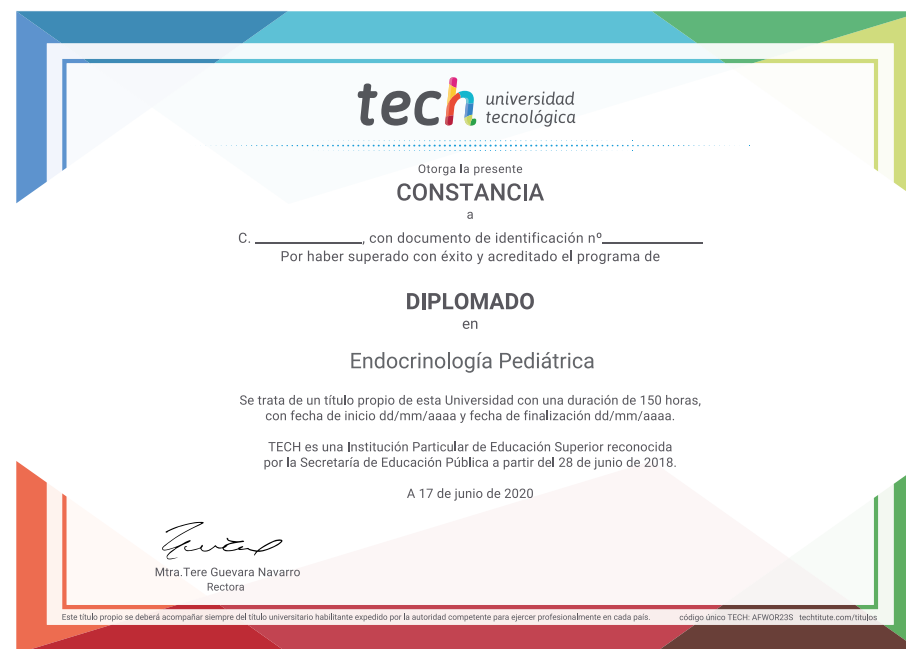 tech universidad
tecnológica
Otorga la presente
CONSTANCIA
a
C. ____________, con documento de identificación nº____________
Por haber superado con éxito y acreditado el programa de
DIPLOMADO
en
Endocrinología Pediátrica
Se trata de un título propio de esta Universidad con una duración de 150 horas,
con fecha de inicio dd/mm/aaaa y fecha de finalización dd/mm/aaaa.
TECH es una Institución Particular de Educación Superior reconocida
por la Secretaría de Educación Pública a partir del 28 de junio de 2018.
A 17 de junio de 2020
Mtra.Tere Guevara Navarro
Rectora
Este título propio se deberá acompañar siempre del título universitario habilitante expedido por la autoridad competente para ejercer profesionalmente en cada país. código único TECH: AFWOR23S techtitute.com/titulos